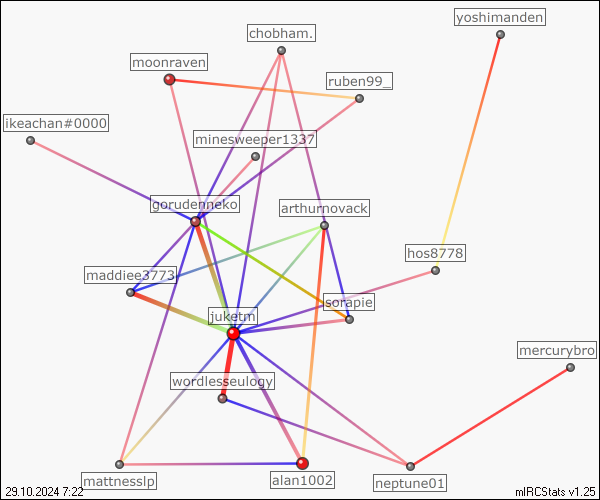 yoshimanden
chobham.
moonraven
ruben99_
ikeachan#0000
minesweeper1337
gorudenneko
arthurnovack
hos8778
maddiee3773
sorapie
juketm
mercurybro
wordlesseulogy
mattnesslp
alan1002
neptune01
29.10.2024 7:22
mIRCStats v1.25